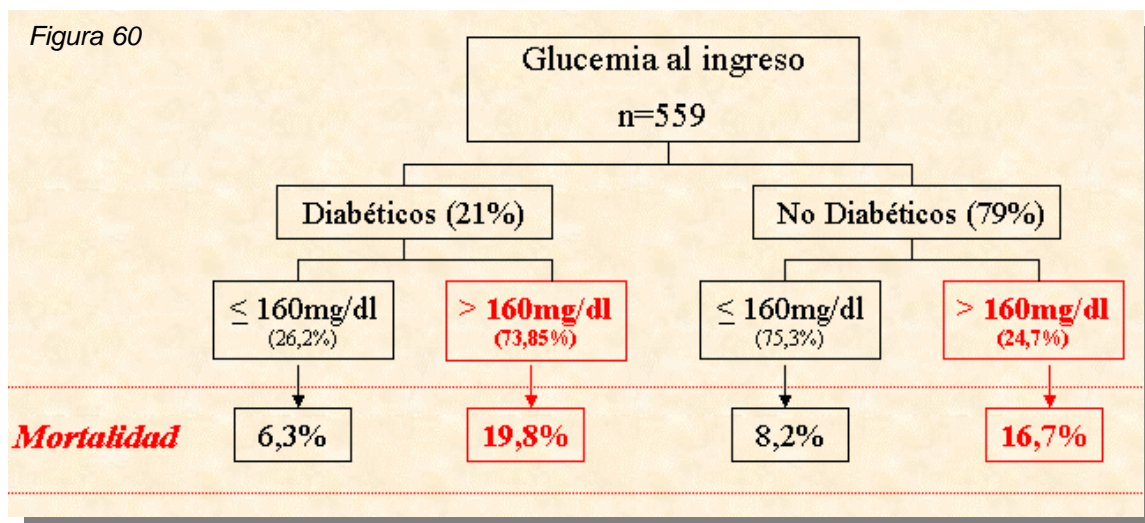 Figura 60
Glucemia al ingreso
n=559
Diabéticos (21%)
No Diabéticos (79%)
≤ 160mg/dl
(26,2%)
> 160mg/dl
(73,85%)
≤ 160mg/dl
(75,3%)
> 160mg/dl
(24,7%)
Mortalidad
6,3%
19,8%
8,2%
16,7%